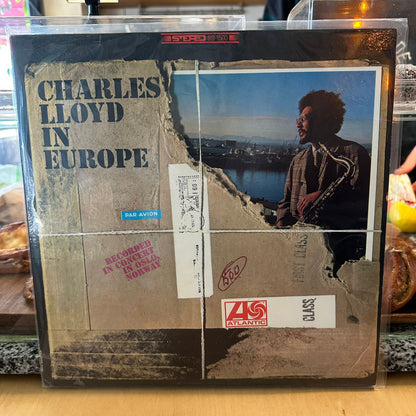 STEREO
CHARLES
LLOYD
IN
EUROPE
PAR AVION
RECORDED
IN CONCERT
IN OSLO,
NORWAY
FIRST CLASS
ATLANTIC
CLASS